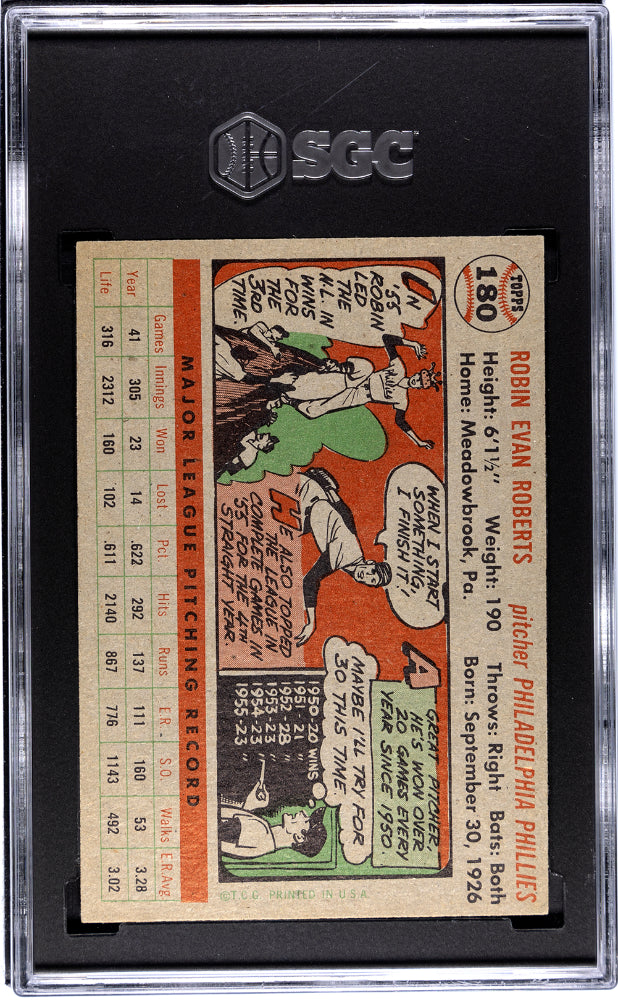 SGC
TOPPS
180
ROBIN EVAN ROBERTS pitcher PHILADELPHIA PHILLIES
Height: 6'1½" Weight: 190 Throws: Right Bats: Both
Home: Meadowbrook, Pa. Born: September 30, 1926
IN
'55
ROBIN
LED
THE
N.L. IN
WINS
FOR
THE
3RD
TIME.
Phillies
WHEN I START
SOMETHING,
I FINISH IT.
HE ALSO TOPPED
THE LEAGUE IN
COMPLETE GAMES IN
'55 FOR THE 4TH
STRAIGHT YEAR.
A
GREAT PITCHER,
HE'S WON OVER
20 GAMES EVERY
YEAR SINCE 1950.
MAYBE I'LL TRY FOR
30 THIS TIME
1950-20 WINS
1951-21 "
1952-28 "
1953-23 "
1954-23 "
1955-23 "
MAJOR LEAGUE PITCHING RECORD
Games Innings Won Lost Pct Hits Runs E.R. S.O. Walks E.R.Avg
Year 41 305 23 14 .622 292 137 111 160 53 3.28
Life 316 2312 160 102 .611 2140 867 776 1143 492 3.02
©T.C.G. PRINTED IN U.S.A.